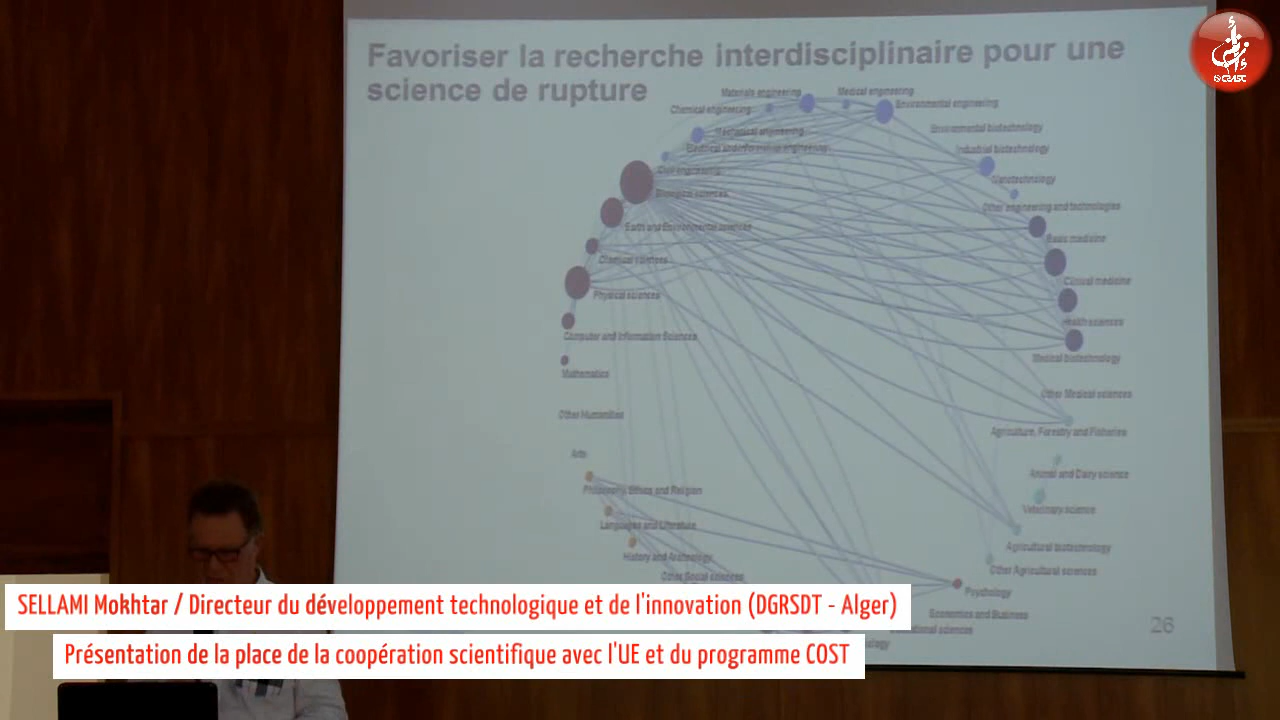 Favoriser la recherche interdisciplinaire pour une
science de rupture
Materials engineering
Medical engineering
Chemical engineering
Environmental engineering
Mechanical engineering
Environmental biotechnology
Electrical and information engineering
Industrial biotechnology
Civil engineering
Nanotechnology
Biological sciences
Other engineering and technologies
Earth and Environmental sciences
Basic medicine
Chemical sciences
Clinical medicine
Physical sciences
Health sciences
Computer and Information Sciences
Medical biotechnology
Mathematics
Other Medical sciences
Other Humanities
Agriculture, Forestry and Fisheries
Arts
Animal and Dairy science
Philosophy, Ethics and Religion
Veterinary science
Languages and Literature
Agricultural biotechnology
History and Archeology
Other Agricultural sciences
Other Social sciences
Psychology
Economics and Business
26
SELLAMI Mokhtar / Directeur du développement technologique et de l'innovation (DGRSDT - Alger)
Présentation de la place de la coopération scientifique avec l'UE et du programme COST